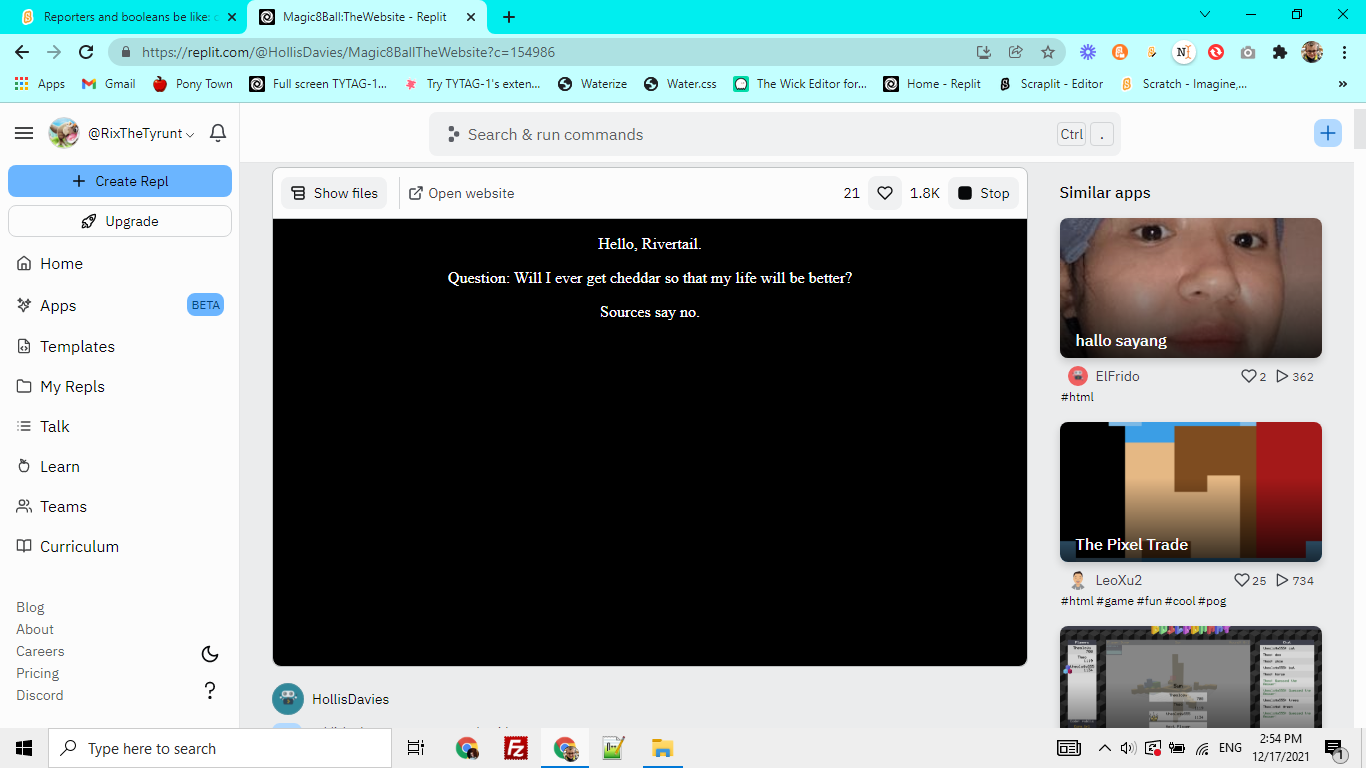 Reporters and booleans be like:
Magic8Ball:TheWebsite - Replit
https://replit.com/@HollisDavies/Magic8BallTheWebsite?c=154986
Apps
Gmail
Pony Town
Full screen TYTAG-1...
Try TYTAG-1's exten...
Waterize
Water.css
The Wick Editor for...
Home - Replit
Scraplit - Editor
Scratch - Imagine,...
»
@RixTheTyrunt
Search & run commands
Ctrl
.
Create Repl
Upgrade
Home
Apps
BETA
Templates
My Repls
Talk
Learn
Teams
Curriculum
Blog
About
Careers
Pricing
Discord
?
Show files
Open website
21
1.8K
Stop
Hello, Rivertail.
Question: Will I ever get cheddar so that my life will be better?
Sources say no.
HollisDavies
Similar apps
hallo sayang
ElFrido
2
362
#html
The Pixel Trade
LeoXu2
25
734
#html #game #fun #cool #pog
Type here to search
ENG
2:54 PM
12/17/2021
1